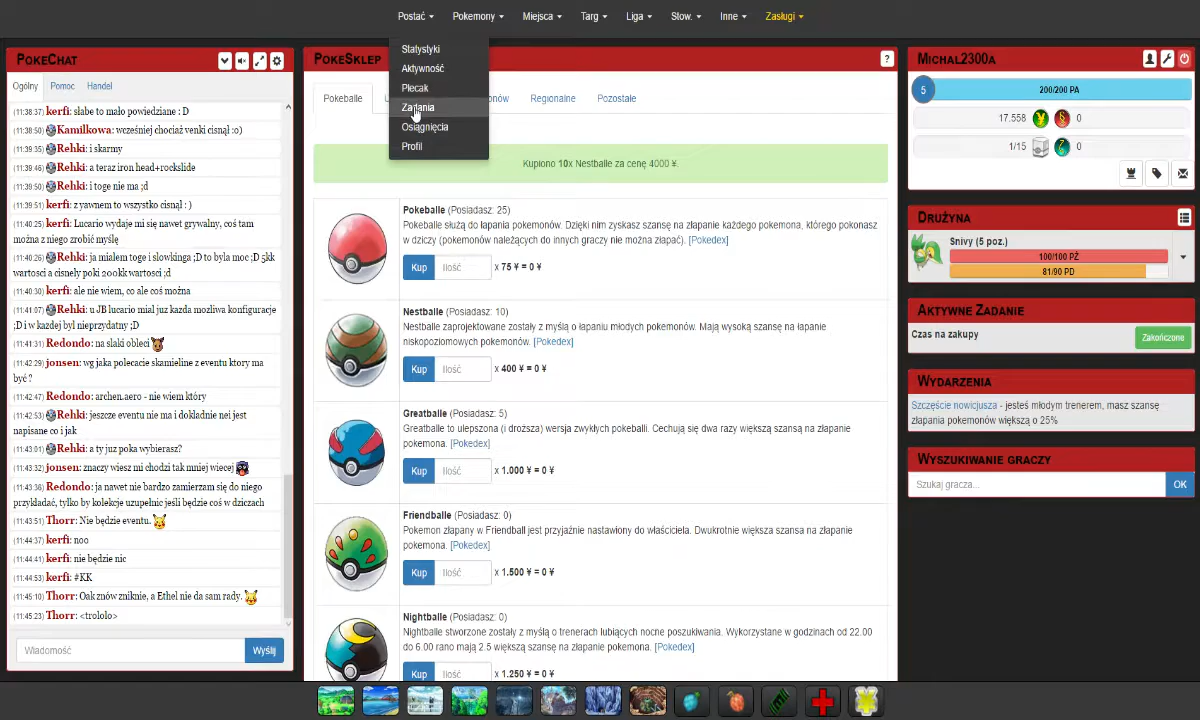 Postać
Pokemony
Miejsca
Targ
Liga
Stow.
Inne
Zasługi
Statystyki
Aktywność
Plecak
Zadania
Osiągnięcia
Profil
PokeChat
Ogólny
Pomoc
Handel
(11:38:37) kerfi: słabe to mało powiedziane : D
(11:38:50) Kamilkowa: wcześniej chociaż venki cisnął :o)
(11:39:35) Rehki: i skarmy
(11:39:46) Rehki: a teraz iron head+rockslide
(11:39:50) Rehki: i toge nie ma ;d
(11:39:51) kerfi: z yawnem to wszystko cisnął : )
(11:40:25) kerfi: Lucario wydaje mi się nawet grywalny, coś tam
można z niego zrobić myślę
(11:40:26) Rehki: ja mialem toge i slowkinga ;D to byla moc ;D 5kk
wartosci a cisnely poki 200kk wartosci ;d
(11:40:30) kerfi: ale nie wiem, co ale coś można
(11:41:07) Rehki: u JB lucario mial juz kazda mozliwa konfiguracje
;D i w kazdej byl nieprzydatny ;D
(11:41:31) Redondo: na slaki obleci
(11:42:29) jonsen: wg jaka polecacie skamieline z eventu ktory ma
być ?
(11:42:47) Redondo: archen.aero - nie wiem który
(11:42:53) Rehki: jeszcze eventu nie ma i dokladnie nei jest
napisane co i jak
(11:43:01) Rehki: a ty juz poka wybierasz?
(11:43:32) jonsen: znaczy wiesz mi chodzi tak mniej wiecej
(11:43:36) Redondo: ja nawet nie bardzo zamierzam się do niego
przykładać, tylko by kolekcje uzupełnic jeśli będzie coś w dziczach
(11:43:51) Thorr: Nie będzie eventu.
(11:44:37) kerfi: noo
(11:44:41) kerfi: nie będzie nic
(11:44:53) kerfi: #KK
(11:45:10) Thorr: Oak znów zniknie, a Ethel nie da sam rady.
(11:45:23) Thorr: <trololo>
Wiadomość
Wyślij
PokeSklep
?
Pokeballe
Regionalne
Pozostałe
Kupiono 10x Nestballe za cenę 4000 ¥.
Pokeballe (Posiadasz: 25)
Pokeballe służą do łapania pokemonów. Dzięki nim zyskasz szansę na złapanie każdego pokemona, którego pokonasz
w dziczy (pokemonów należących do innych graczy nie można złapać). [Pokedex]
Kup
Ilość
x 75 ¥ = 0 ¥
Nestballe (Posiadasz: 10)
Nestballe zaprojektowane zostały z myślą o łapaniu młodych pokemonów. Mają wysoką szansę na łapanie
niskopoziomowych pokemonów. [Pokedex]
Kup
Ilość
x 400 ¥ = 0 ¥
Greatballe (Posiadasz: 5)
Greatballe to ulepszona (i droższa) wersja zwykłych pokeballi. Cechują się dwa razy większą szansą na złapanie
pokemona. [Pokedex]
Kup
Ilość
x 1.000 ¥ = 0 ¥
Friendballe (Posiadasz: 0)
Pokemon złapany w Friendball jest przyjaźnie nastawiony do właściciela. Dwukrotnie większa szansa na złapanie
pokemona. [Pokedex]
Kup
Ilość
x 1.500 ¥ = 0 ¥
Nightballe (Posiadasz: 0)
Nightballe stworzone zostały z myślą o trenerach lubiących nocne poszukiwania. Wykorzystane w godzinach od 22.00
do 6.00 rano mają 2.5 większą szansę na złapanie pokemona. [Pokedex]
Kup
Ilość
x 1.250 ¥ = 0 ¥
Michal2300a
5
200/200 PA
17.558
0
1/15
0
Drużyna
Snivy (5 poz.)
100/100 PŻ
81/90 PD
Aktywne Zadanie
Czas na zakupy
Zakończone
Wydarzenia
Szczęście nowicjusza - jesteś młodym trenerem, masz szansę
złapania pokemonów większą o 25%
Wyszukiwanie graczy
Szukaj gracza...
OK